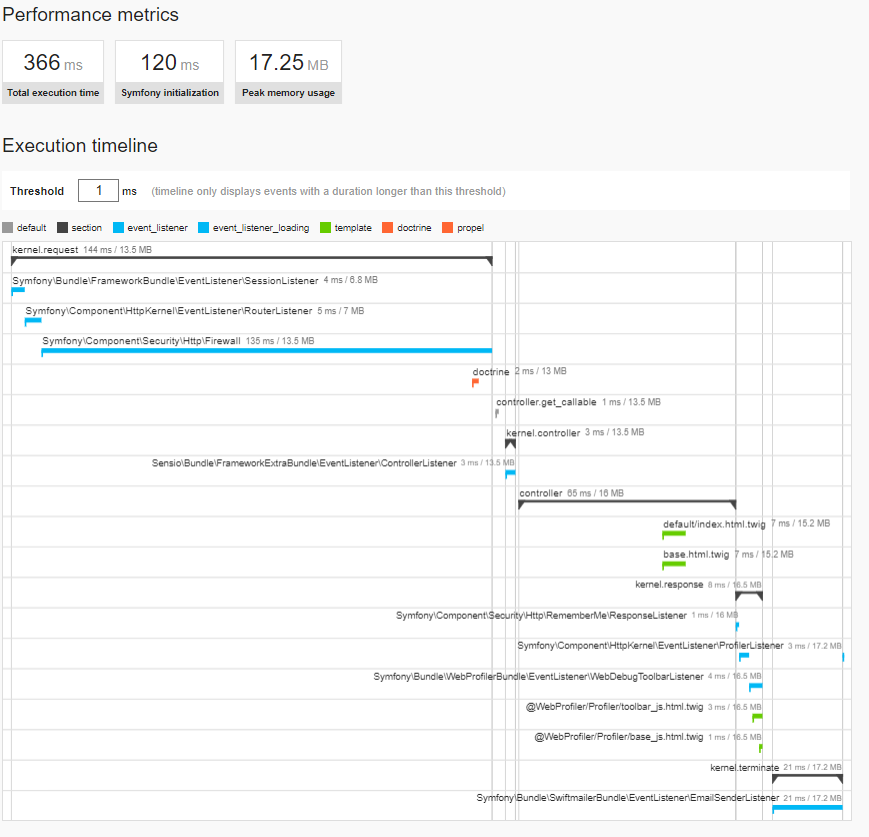 Performance metrics
366 ms
Total execution time
120 ms
Symfony initialization
17.25 MB
Peak memory usage
Execution timeline
Threshold 1 ms (timeline only displays events with a duration longer than this threshold)
default section event_listener event_listener_loading template doctrine propel
kernel.request 144 ms / 13.5 MB
Symfony\Bundle\FrameworkBundle\EventListener\SessionListener 4 ms / 6.8 MB
Symfony\Component\HttpKernel\EventListener\RouterListener 5 ms / 7 MB
Symfony\Component\Security\Http\Firewall 135 ms / 13.5 MB
doctrine 2 ms / 13 MB
controller.get_callable 1 ms / 13.5 MB
kernel.controller 3 ms / 13.5 MB
Sensio\Bundle\FrameworkExtraBundle\EventListener\ControllerListener 3 ms / 13.5 MB
controller 65 ms / 16 MB
default/index.html.twig 7 ms / 15.2 MB
base.html.twig 7 ms / 15.2 MB
kernel.response 8 ms / 16.5 MB
Symfony\Component\Security\Http\RememberMe\ResponseListener 1 ms / 16 MB
Symfony\Component\HttpKernel\EventListener\ProfilerListener 3 ms / 17.2 MB
Symfony\Bundle\WebProfilerBundle\EventListener\WebDebugToolbarListener 4 ms / 16.5 MB
@WebProfiler/Profiler/toolbar_js.html.twig 3 ms / 16.5 MB
@WebProfiler/Profiler/base_js.html.twig 1 ms / 16.5 MB
kernel.terminate 21 ms / 17.2 MB
Symfony\Bundle\SwiftmailerBundle\EventListener\EmailSenderListener 21 ms / 17.2 MB